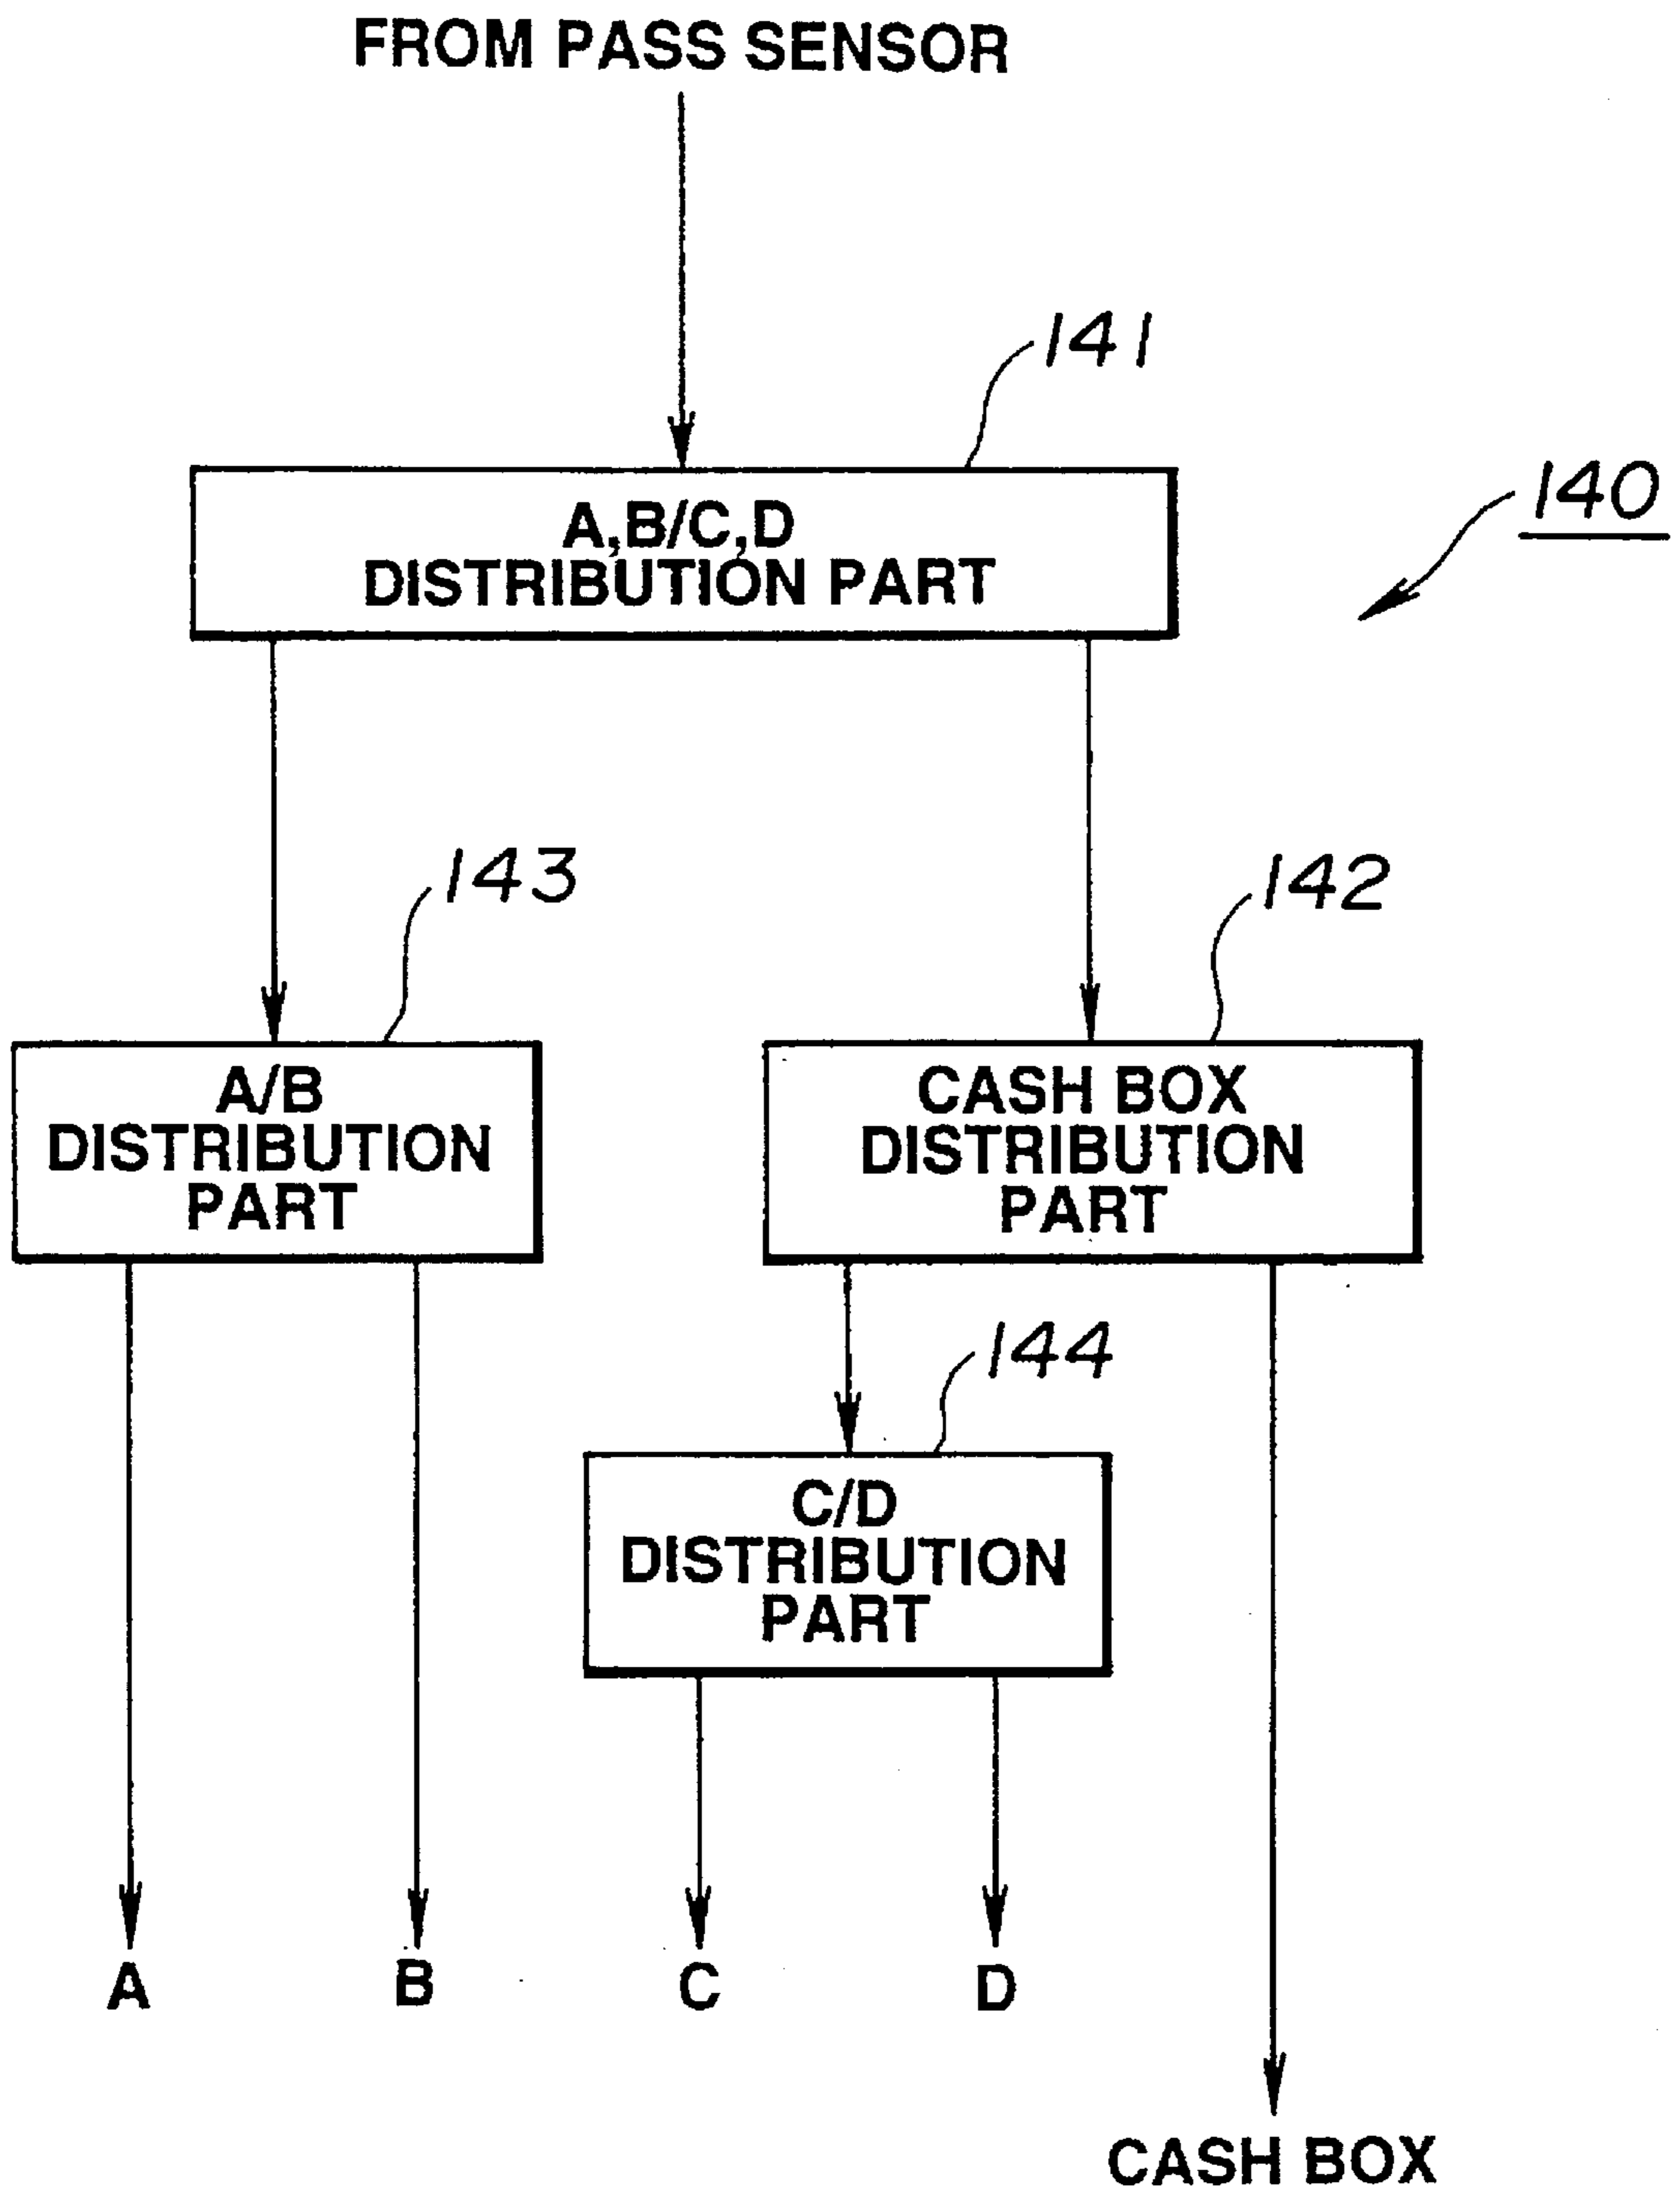 FROM PASS SENSOR
141
140
A,B/C,D
DISTRIBUTION PART
143
142
A/B
DISTRIBUTION
PART
CASH BOX
DISTRIBUTION
PART
144
C/D
DISTRIBUTION
PART
A
B
C
D
CASH BOX